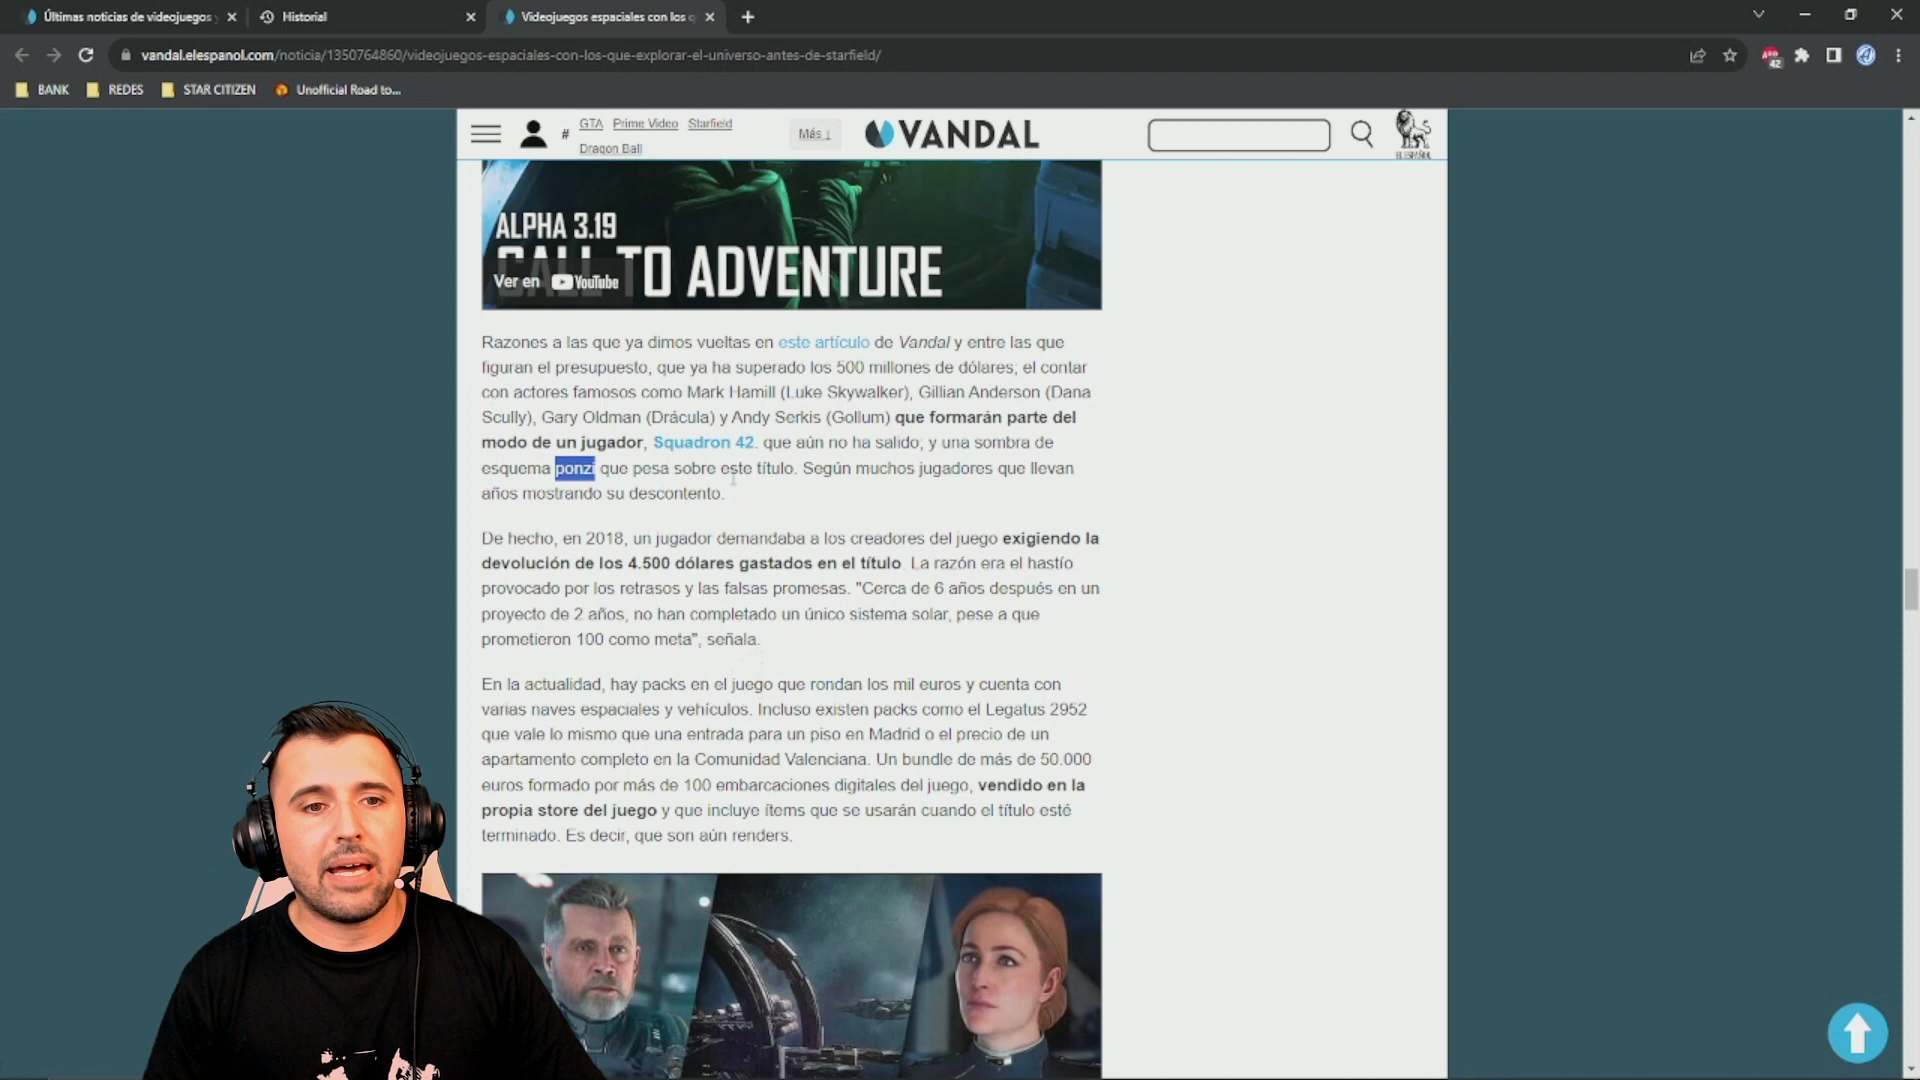 Últimas noticias de videojuegos
Historial
Videojuegos espaciales con los q
vandal.elespanol.com/noticia/1350764860/videojuegos-espaciales-con-los-que-explorar-el-universo-antes-de-starfield/
42
BANK
REDES
STAR CITIZEN
Unofficial Road to...
# GTA Prime Video Starfield
Dragon Ball
Más ↓
VANDAL
EL ESPAÑOL
ALPHA 3.19
CALL TO ADVENTURE
Ver en YouTube
Razones a las que ya dimos vueltas en este artículo de Vandal y entre las que
figuran el presupuesto, que ya ha superado los 500 millones de dólares; el contar
con actores famosos como Mark Hamill (Luke Skywalker), Gillian Anderson (Dana
Scully), Gary Oldman (Drácula) y Andy Serkis (Gollum) que formarán parte del
modo de un jugador, Squadron 42. que aún no ha salido; y una sombra de
esquema ponzi que pesa sobre este título. Según muchos jugadores que llevan
años mostrando su descontento.
De hecho, en 2018, un jugador demandaba a los creadores del juego exigiendo la
devolución de los 4.500 dólares gastados en el título. La razón era el hastío
provocado por los retrasos y las falsas promesas. "Cerca de 6 años después en un
proyecto de 2 años, no han completado un único sistema solar, pese a que
prometieron 100 como meta", señala.
En la actualidad, hay packs en el juego que rondan los mil euros y cuenta con
varias naves espaciales y vehículos. Incluso existen packs como el Legatus 2952
que vale lo mismo que una entrada para un piso en Madrid o el precio de un
apartamento completo en la Comunidad Valenciana. Un bundle de más de 50.000
euros formado por más de 100 embarcaciones digitales del juego, vendido en la
propia store del juego y que incluye ítems que se usarán cuando el título esté
terminado. Es decir, que son aún renders.